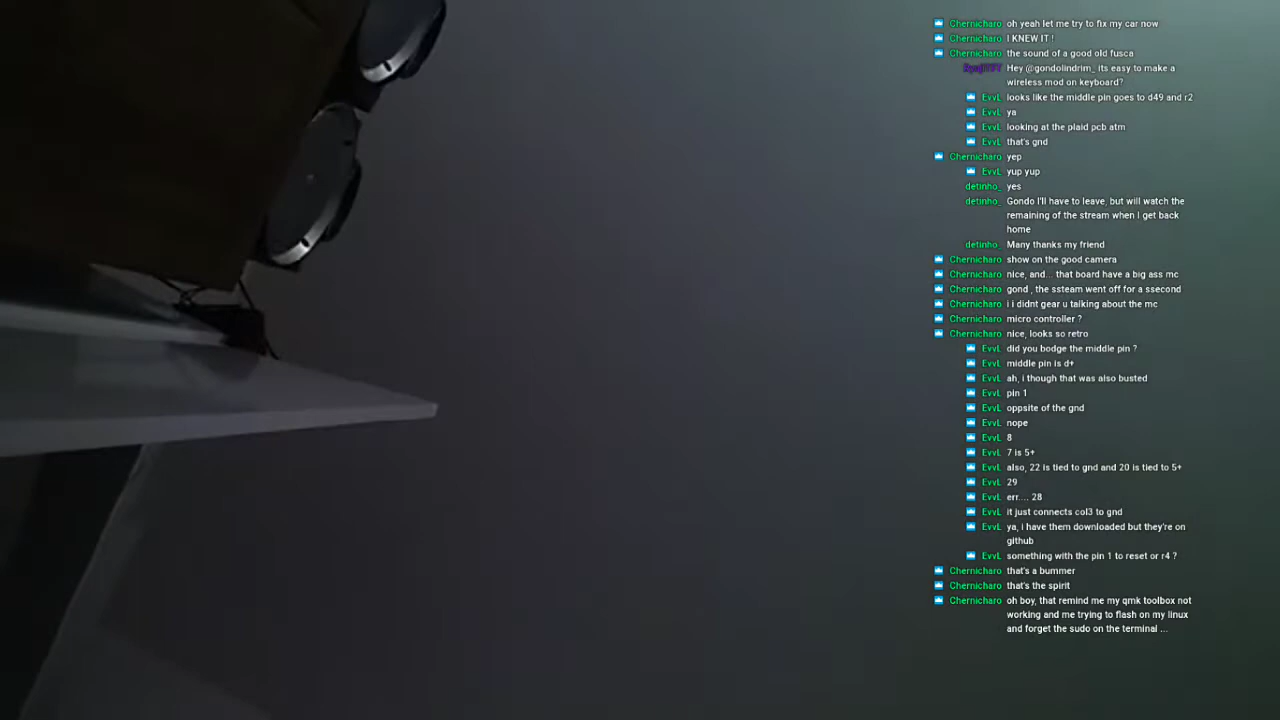 Chernicharo oh yeah let me try to fix my car now
Chernicharo I KNEW IT !
Chernicharo the sound of a good old fusca
Hey @gondolindrim_ its easy to make a
wireless mod on keyboard?
EvvL looks like the middle pin goes to d49 and r2
EvvL ya
EvvL looking at the plaid pcb atm
EvvL that's gnd
Chernicharo yep
EvvL yup yup
detinho_ yes
detinho_ Gondo I'll have to leave, but will watch the
remaining of the stream when I get back
home
detinho_ Many thanks my friend
Chernicharo show on the good camera
Chernicharo nice, and... that board have a big ass mc
Chernicharo gond , the ssteam went off for a ssecond
Chernicharo i i didnt gear u talking about the mc
Chernicharo micro controller ?
Chernicharo nice, looks so retro
EvvL did you bodge the middle pin ?
EvvL middle pin is d+
EvvL ah, i though that was also busted
EvvL pin 1
EvvL oppsite of the gnd
EvvL nope
EvvL 8
EvvL 7 is 5+
EvvL also, 22 is tied to gnd and 20 is tied to 5+
EvvL 29
EvvL err.... 28
EvvL it just connects col3 to gnd
EvvL ya, i have them downloaded but they're on
github
EvvL something with the pin 1 to reset or r4 ?
Chernicharo that's a bummer
Chernicharo that's the spirit
Chernicharo oh boy, that remind me my qmk toolbox not
working and me trying to flash on my linux
and forget the sudo on the terminal ...